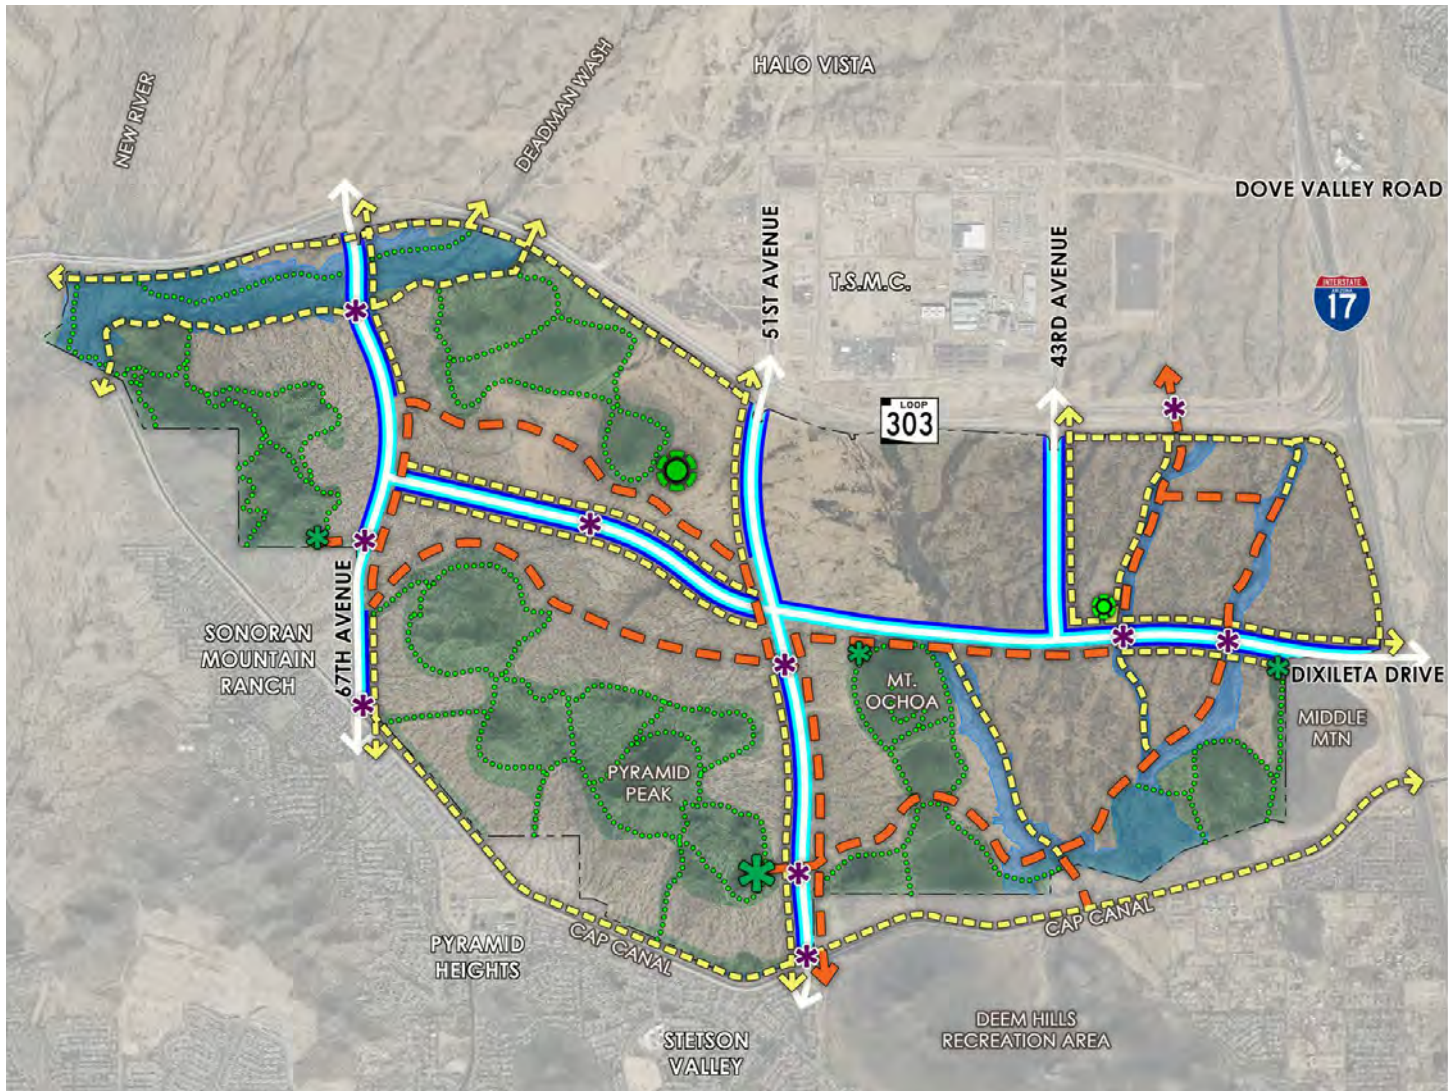 HALO VISTA
NEW RIVER
DEADMAN WASH
DOVE VALLEY ROAD
51ST AVENUE
43RD AVENUE
T.S.M.C.
INTERSTATE
ARIZONA
17
LOOP
303
67TH AVENUE
SONORAN
MOUNTAIN
RANCH
MT.
OCHOA
DIXILETA DRIVE
MIDDLE
MTN
PYRAMID
PEAK
PYRAMID
HEIGHTS
CAP CANAL
CAP CANAL
STETSON
VALLEY
DEEM HILLS
RECREATION AREA